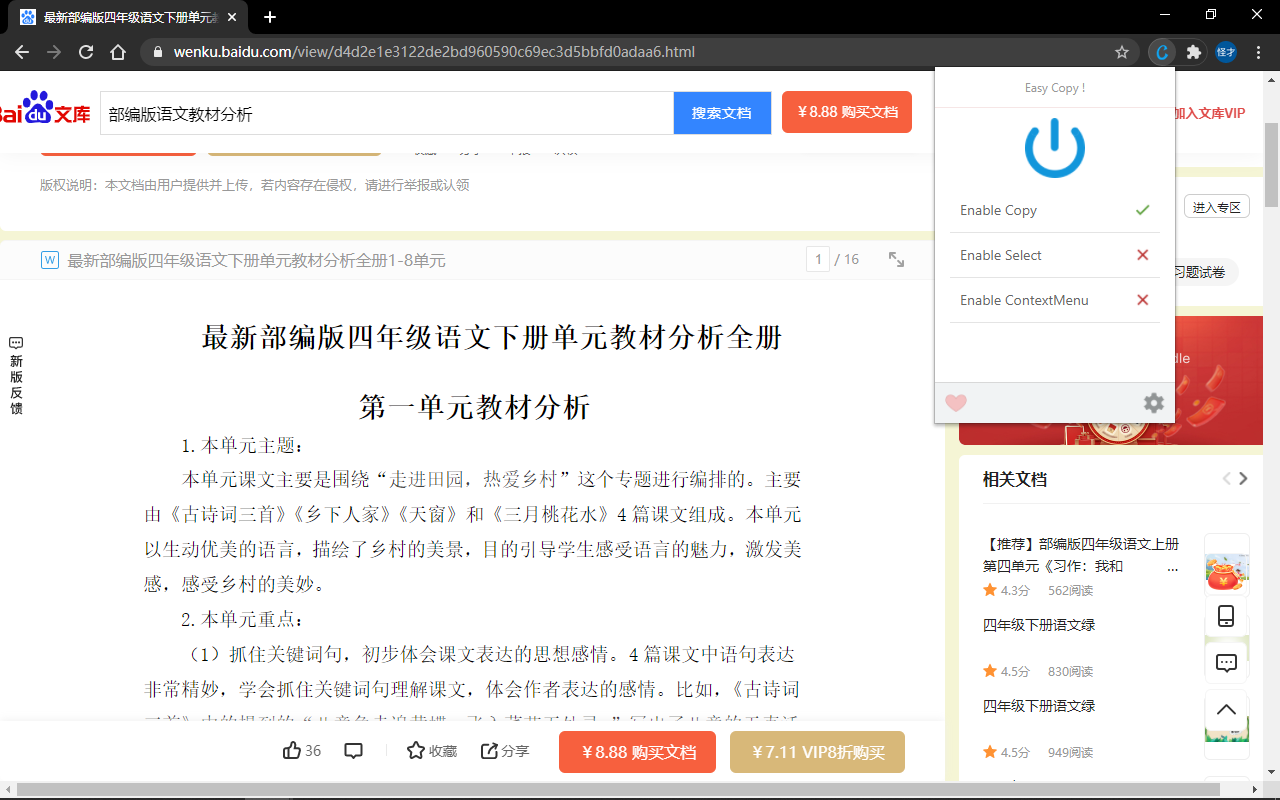 最新部编版四年级语文下册单元
wenku.baidu.com/view/d4d2e1e3122de2bd960590c69ec3d5bbfd0adaa6.html
怪才
Bai du 文库
部编版语文教材分析
搜索文档
¥8.88 购买文档
加入文库VIP
版权说明：本文档由用户提供并上传，若内容存在侵权，请进行举报或认领
Easy Copy !
Enable Copy
Enable Select
Enable ContextMenu
进入专区
习题试卷
dle
W 最新部编版四年级语文下册单元教材分析全册1-8单元
1 / 16
新版反馈
最新部编版四年级语文下册单元教材分析全册
第一单元教材分析
1.本单元主题：
本单元课文主要是围绕“走进田园，热爱乡村”这个专题进行编排的。主要
由《古诗词三首》《乡下人家》《天窗》和《三月桃花水》4 篇课文组成。本单元
以生动优美的语言，描绘了乡村的美景，目的引导学生感受语言的魅力，激发美
感，感受乡村的美妙。
2.本单元重点：
（1）抓住关键词句，初步体会课文表达的思想感情。4 篇课文中语句表达
非常精妙，学会抓住关键词句理解课文，体会作者表达的感情。比如，《古诗词
36
收藏
分享
¥8.88 购买文档
¥7.11 VIP8折购买
相关文档
【推荐】部编版四年级语文上册
第四单元《习作：我和 ...
4.3分 562阅读
四年级下册语文绿
4.5分 830阅读
四年级下册语文绿
4.5分 949阅读